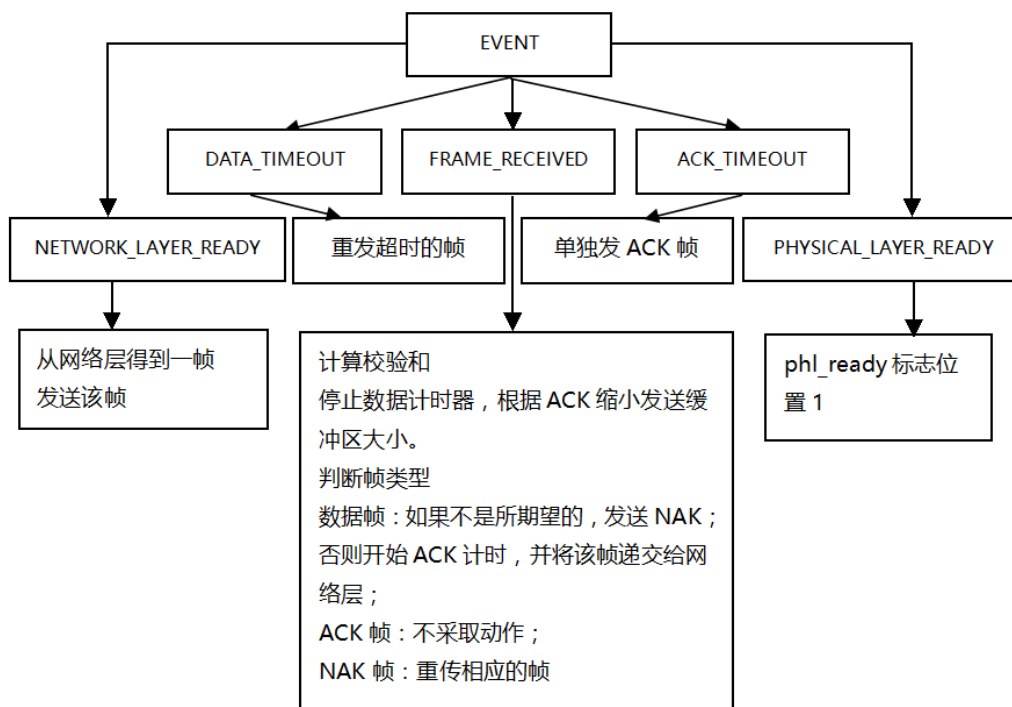 EVENT
DATA_TIMEOUT
FRAME_RECEIVED
ACK_TIMEOUT
NETWORK_LAYER_READY
重发超时的帧
单独发 ACK 帧
PHYSICAL_LAYER_READY
从网络层得到一帧
发送该帧
计算校验和
停止数据计时器，根据 ACK 缩小发送缓
冲区大小。
判断帧类型
数据帧：如果不是所期望的，发送 NAK；
否则开始 ACK 计时，并将该帧递交给网
络层；
ACK 帧：不采取动作；
NAK 帧：重传相应的帧
phl_ready 标志位
置 1